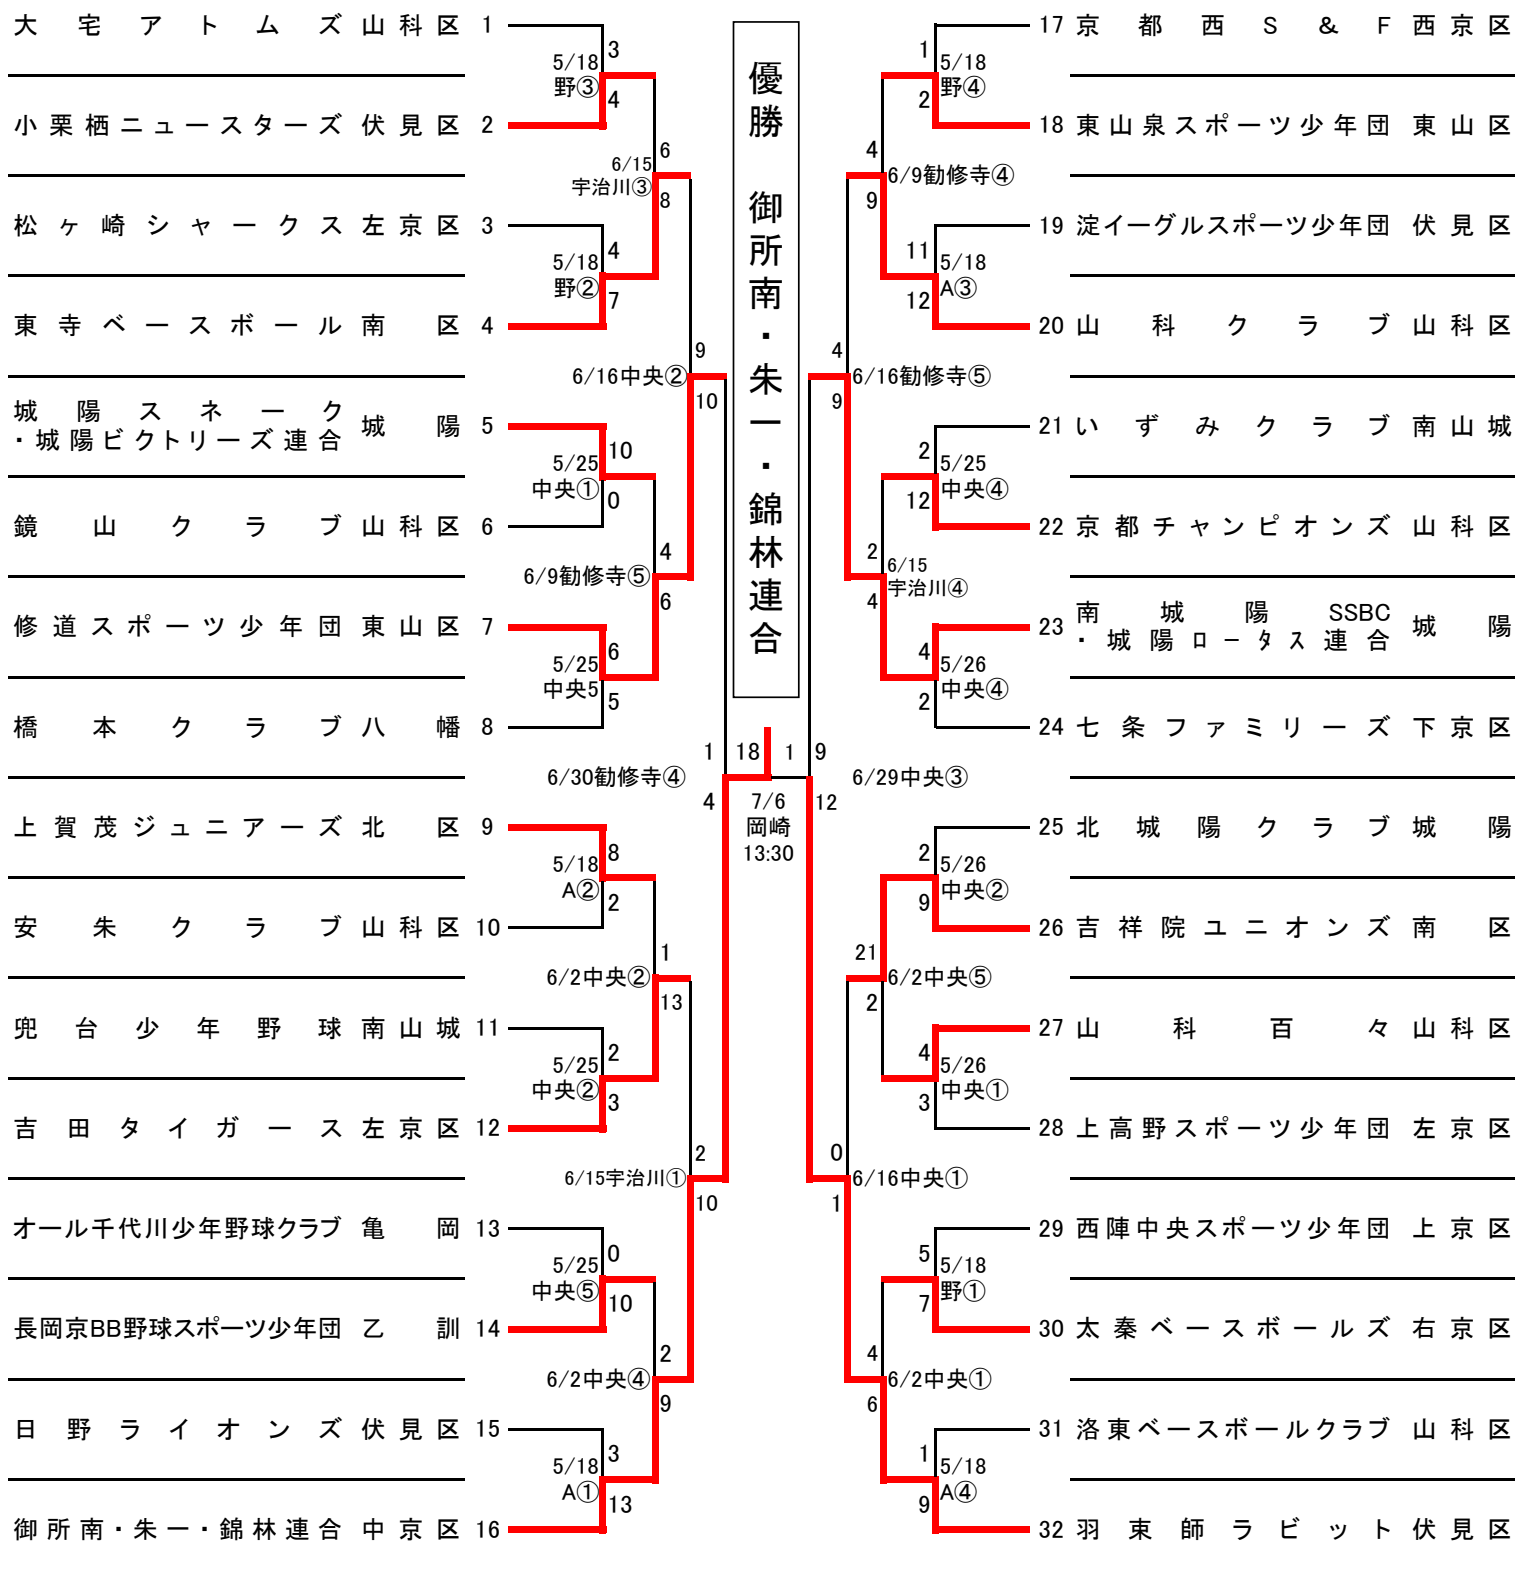 大宅アトムズ 山科区 1
小栗栖ニュースターズ 伏見区 2
松ヶ崎シャークス 左京区 3
東寺ベースボール 南区 4
城陽スネーク
・城陽ビクトリーズ連合 城陽 5
鏡山クラブ 山科区 6
修道スポーツ少年団 東山区 7
橋本クラブ 八幡 8
上賀茂ジュニアーズ 北区 9
安朱クラブ 山科区 10
兜台少年野球 南山城 11
吉田タイガース 左京区 12
オール千代川少年野球クラブ 亀岡 13
長岡京BB野球スポーツ少年団 乙訓 14
日野ライオンズ 伏見区 15
御所南・朱一・錦林連合 中京区 16
3
5/18
野③
4
4
5/18
野②
7
10
5/25
中央①
0
6
5/25
中央5
5
8
5/18
A②
2
2
5/25
中央②
3
0
5/25
中央⑤
10
3
5/18
A①
13
6
6/15
宇治川③
8
4
6/9勧修寺⑤
6
1
6/2中央②
13
2
6/2中央④
9
9
6/16中央②
10
2
6/15宇治川①
10
1
6/30勧修寺④
4
優勝 御所南・朱一・錦林連合
18 1
7/6
岡崎
13:30
9
6/29中央③
12
4
6/16勧修寺⑤
9
0
6/16中央①
1
4
6/9勧修寺④
9
2
6/15
宇治川④
4
21
6/2中央⑤
2
4
6/2中央①
6
1
5/18
野④
2
11
5/18
A③
12
2
5/25
中央④
12
4
5/26
中央④
2
2
5/26
中央②
9
4
5/26
中央①
3
5
5/18
野①
7
1
5/18
A④
9
17 京都西S&F 西京区
18 東山泉スポーツ少年団 東山区
19 淀イーグルスポーツ少年団 伏見区
20 山科クラブ 山科区
21 いずみクラブ 南山城
22 京都チャンピオンズ 山科区
23 南城陽SSBC
・城陽ロータス連合 城陽
24 七条ファミリーズ 下京区
25 北城陽クラブ 城陽
26 吉祥院ユニオンズ 南区
27 山科百々 山科区
28 上高野スポーツ少年団 左京区
29 西陣中央スポーツ少年団 上京区
30 太秦ベースボールズ 右京区
31 洛東ベースボールクラブ 山科区
32 羽束師ラビット 伏見区